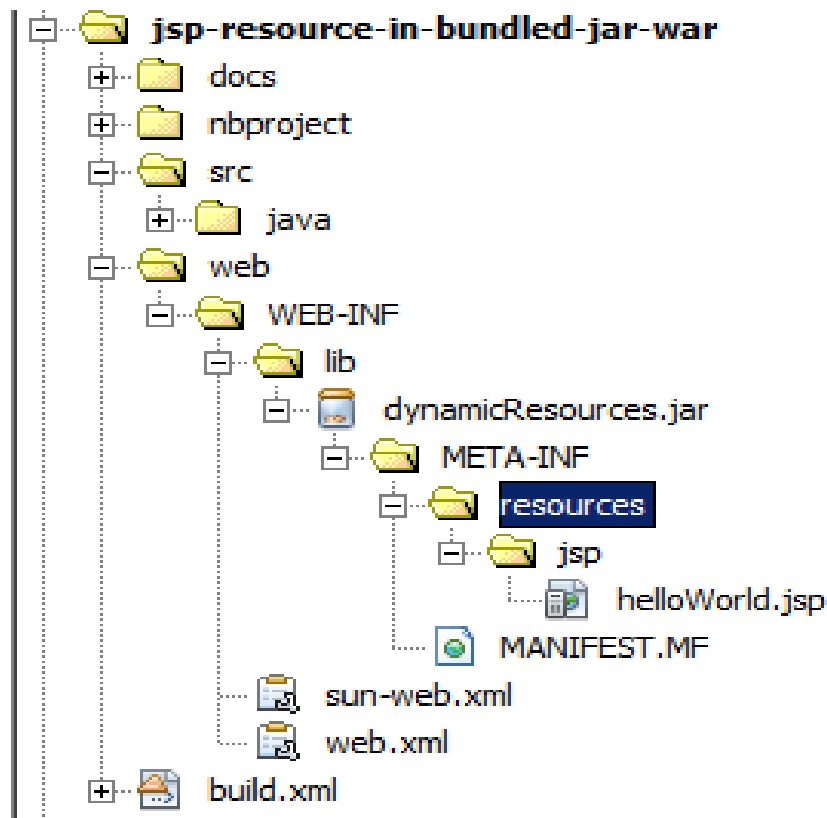 jsp-resource-in-bundled-jar-war
docs
nbproject
src
java
web
WEB-INF
lib
dynamicResources.jar
META-INF
resources
jsp
helloWorld.jsp
MANIFEST.MF
sun-web.xml
web.xml
build.xml